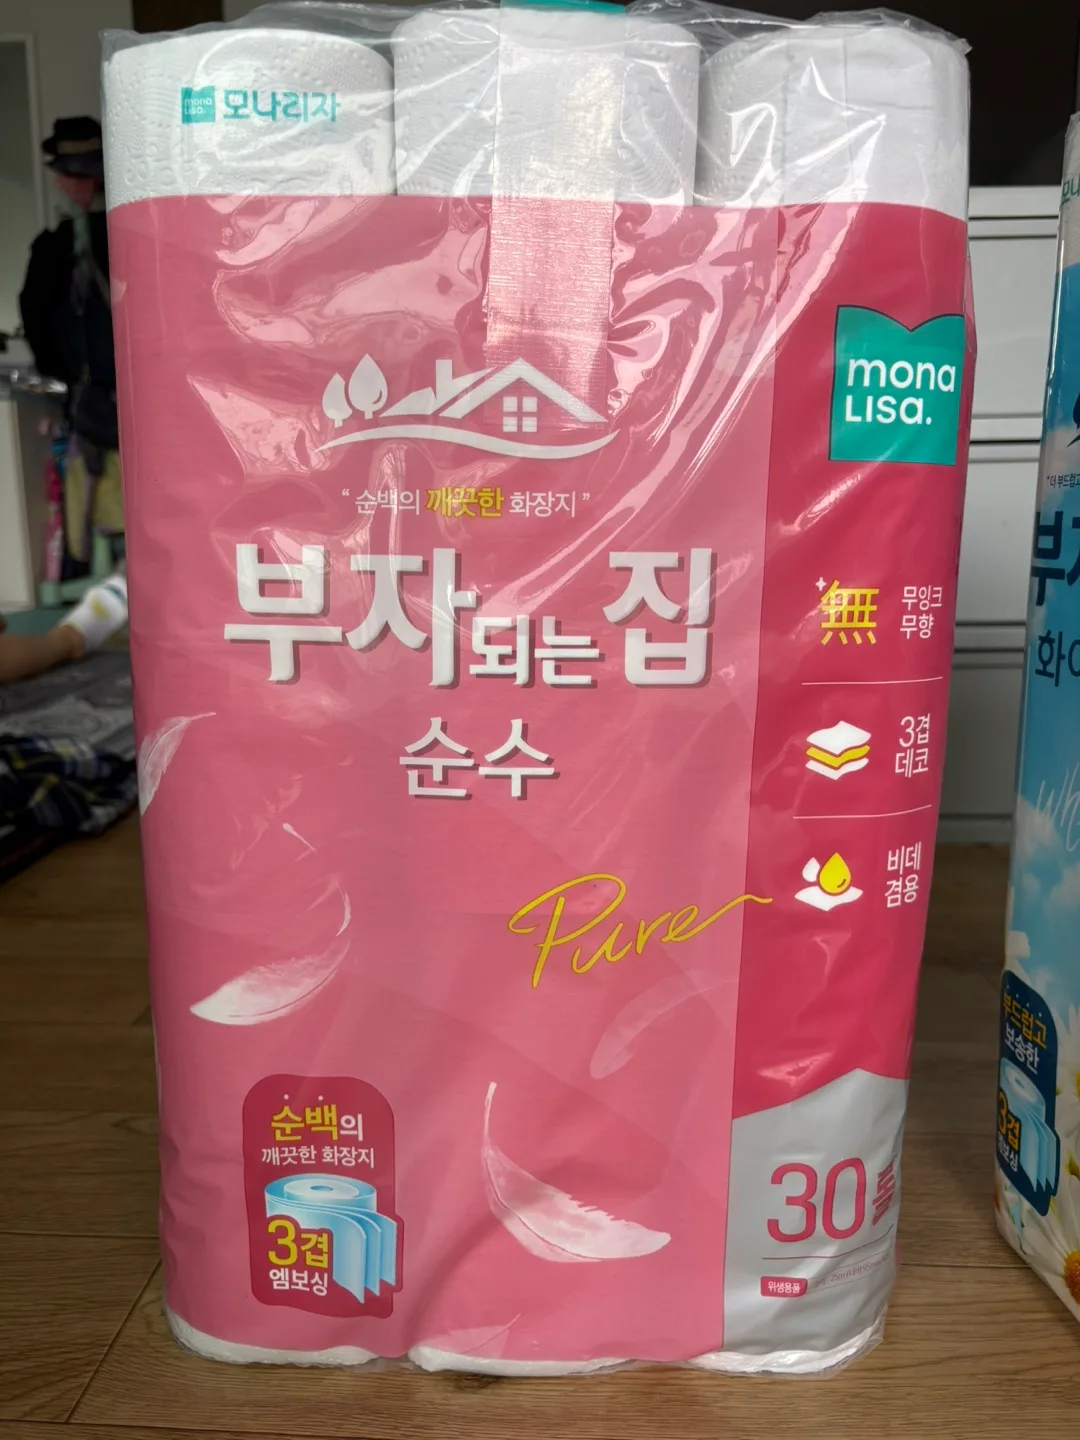 mona
LISA.
모나리자
mona
LISA.
“ 순백의 깨끗한 화장지 ”
부자되는집
순수
Pure
無
무잉크
무향
3겹
데코
비데
겸용
순백의
깨끗한 화장지
3겹
엠보싱
30롤
위생용품
부드럽고
보송한
3겹
엠보싱